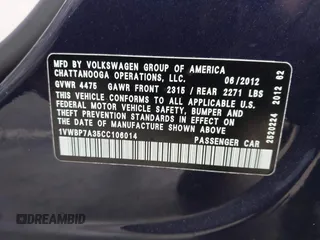 MFD BY VOLKSWAGEN GROUP OF AMERICA
CHATTANOOGA OPERATIONS, LLC. 06/2012
GVWR 4475 GAWR FRONT 2315 / REAR 2271 LBS
THIS VEHICLE CONFORMS TO ALL APPLICABLE
FEDERAL MOTOR VEHICLE SAFETY, BUMPER AND
THEFT PREVENTION STANDARDS IN EFFECT ON
THE DATE OF MANUFACTURE SHOWN ABOVE
1VWBP7A35CC106014 PASSENGER CAR
2520224 2012 82
DREAMBID